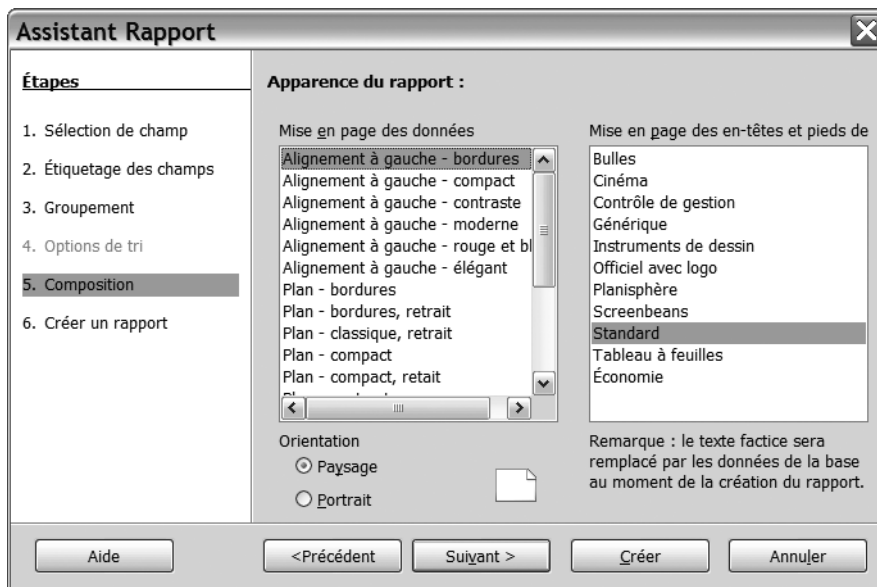 Assistant Rapport
Étapes
1. Sélection de champ
2. Étiquetage des champs
3. Groupement
4. Options de tri
5. Composition
6. Créer un rapport
Apparence du rapport :
Mise en page des données
Alignement à gauche - bordures
Alignement à gauche - compact
Alignement à gauche - contraste
Alignement à gauche - moderne
Alignement à gauche - rouge et bl
Alignement à gauche - élégant
Plan - bordures
Plan - bordures, retrait
Plan - classique, retrait
Plan - compact
Plan - compact, retait
Orientation
Paysage
Portrait
Mise en page des en-têtes et pieds de
Bulles
Cinéma
Contrôle de gestion
Générique
Instruments de dessin
Officiel avec logo
Planisphère
Screenbeans
Standard
Tableau à feuilles
Économie
Remarque : le texte factice sera
remplacé par les données de la base
au moment de la création du rapport.
Aide
<Précédent
Suivant >
Créer
Annuler